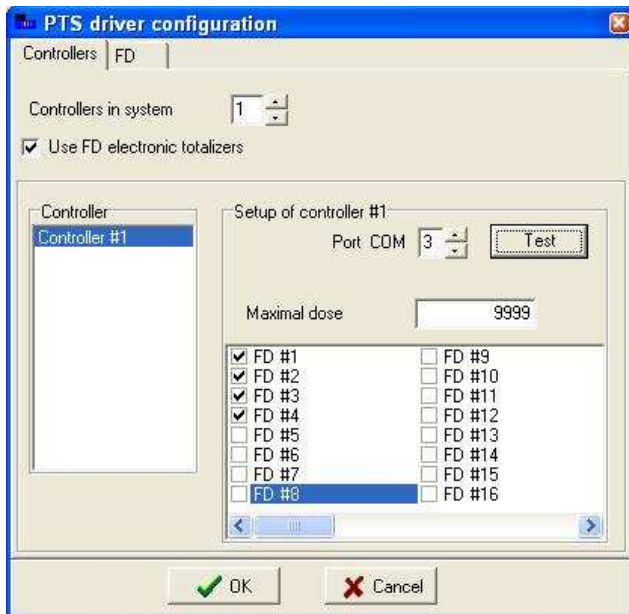 PTS driver configuration
Controllers FD
Controllers in system 1
Use FD electronic totalizers
Controller
Controller #1
Setup of controller #1
Port COM 3 Test
Maximal dose 9999
FD #1 FD #9
FD #2 FD #10
FD #3 FD #11
FD #4 FD #12
FD #5 FD #13
FD #6 FD #14
FD #7 FD #15
FD #8 FD #16
OK Cancel